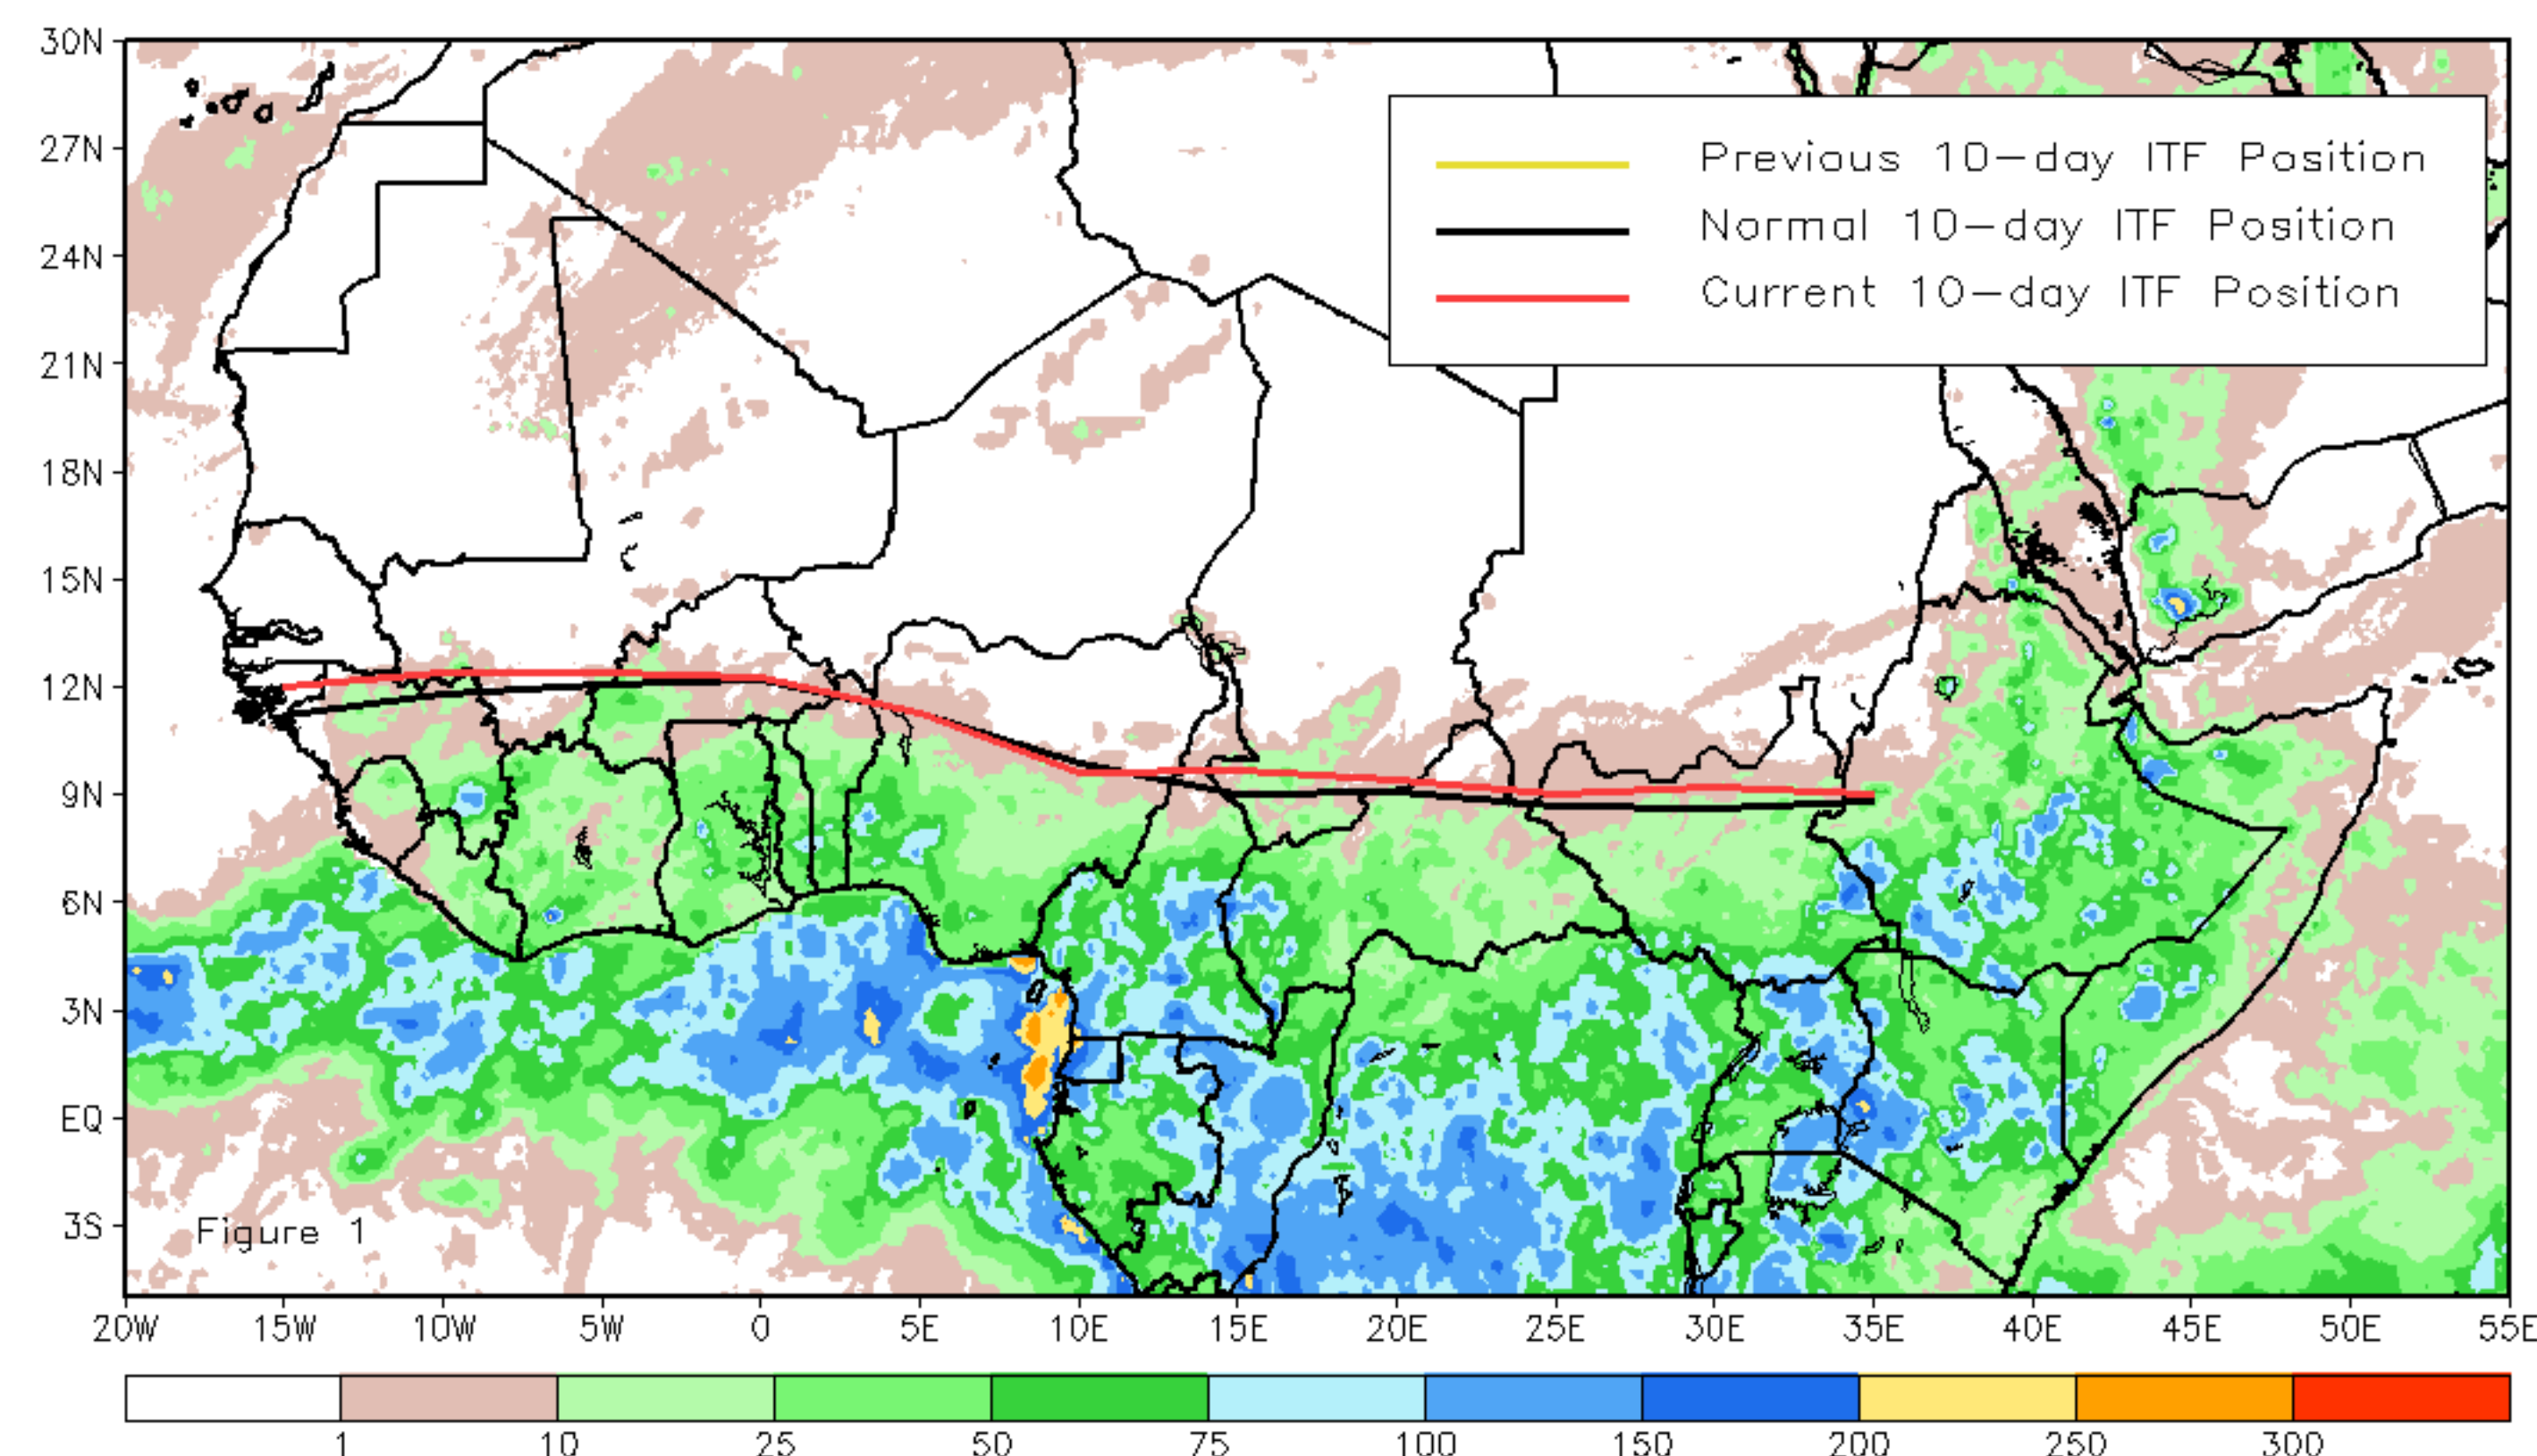 30N
27N
24N
21N
18N
15N
12N
9N
6N
3N
EQ
3S
Previous 10-day ITF Position
Normal 10-day ITF Position
Current 10-day ITF Position
Figure 1
20W 15W 10W 5W 0 5E 10E 15E 20E 25E 30E 35E 40E 45E 50E 55E
1 10 25 50 75 100 150 200 250 300